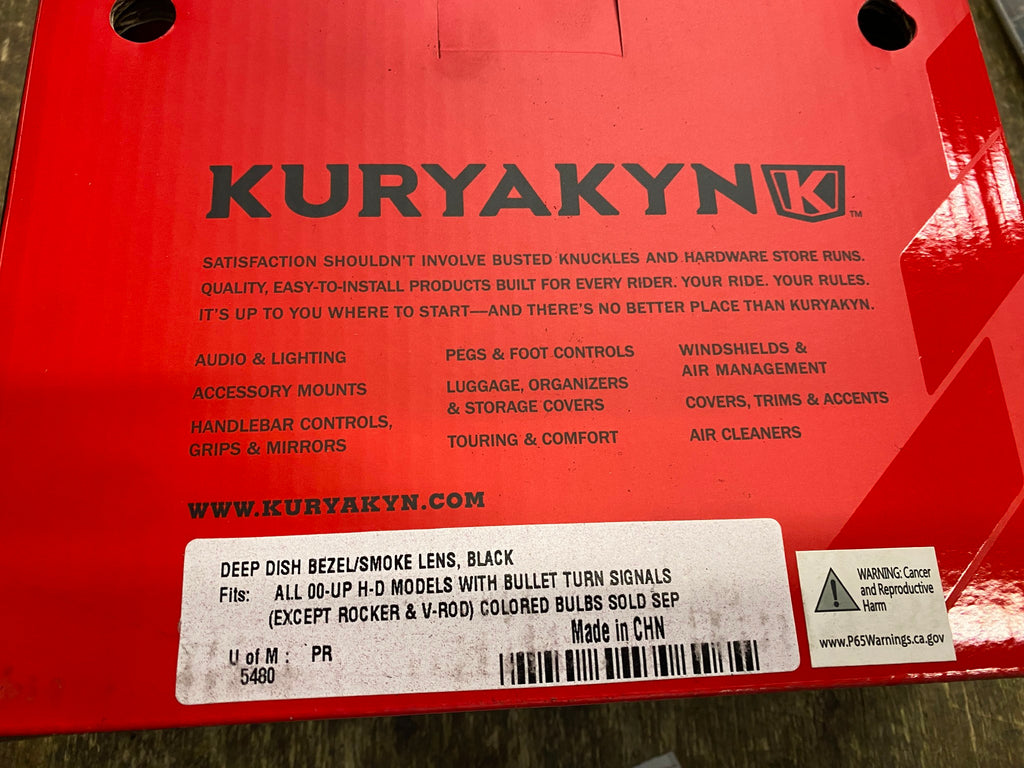 KURYAKYN K™
SATISFACTION SHOULDN'T INVOLVE BUSTED KNUCKLES AND HARDWARE STORE RUNS.
QUALITY, EASY-TO-INSTALL PRODUCTS BUILT FOR EVERY RIDER. YOUR RIDE. YOUR RULES.
IT'S UP TO YOU WHERE TO START—AND THERE'S NO BETTER PLACE THAN KURYAKYN.
AUDIO & LIGHTING
ACCESSORY MOUNTS
HANDLEBAR CONTROLS,
GRIPS & MIRRORS
PEGS & FOOT CONTROLS
LUGGAGE, ORGANIZERS
& STORAGE COVERS
TOURING & COMFORT
WINDSHIELDS &
AIR MANAGEMENT
COVERS, TRIMS & ACCENTS
AIR CLEANERS
WWW.KURYAKYN.COM
DEEP DISH BEZEL/SMOKE LENS, BLACK
Fits: ALL 00-UP H-D MODELS WITH BULLET TURN SIGNALS
(EXCEPT ROCKER & V-ROD) COLORED BULBS SOLD SEP
Made in CHN
U of M : PR
5480
WARNING: Cancer
and Reproductive
Harm
www.P65Warnings.ca.gov